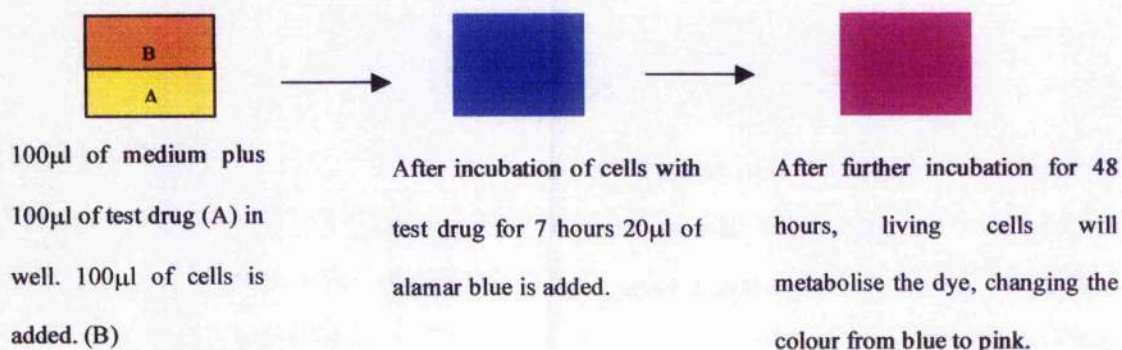 B
A
100µl of medium plus
100µl of test drug (A) in
well. 100µl of cells is
added. (B)
After incubation of cells with
test drug for 7 hours 20µl of
alamar blue is added.
After further incubation for 48
hours, living cells will
metabolise the dye, changing the
colour from blue to pink.